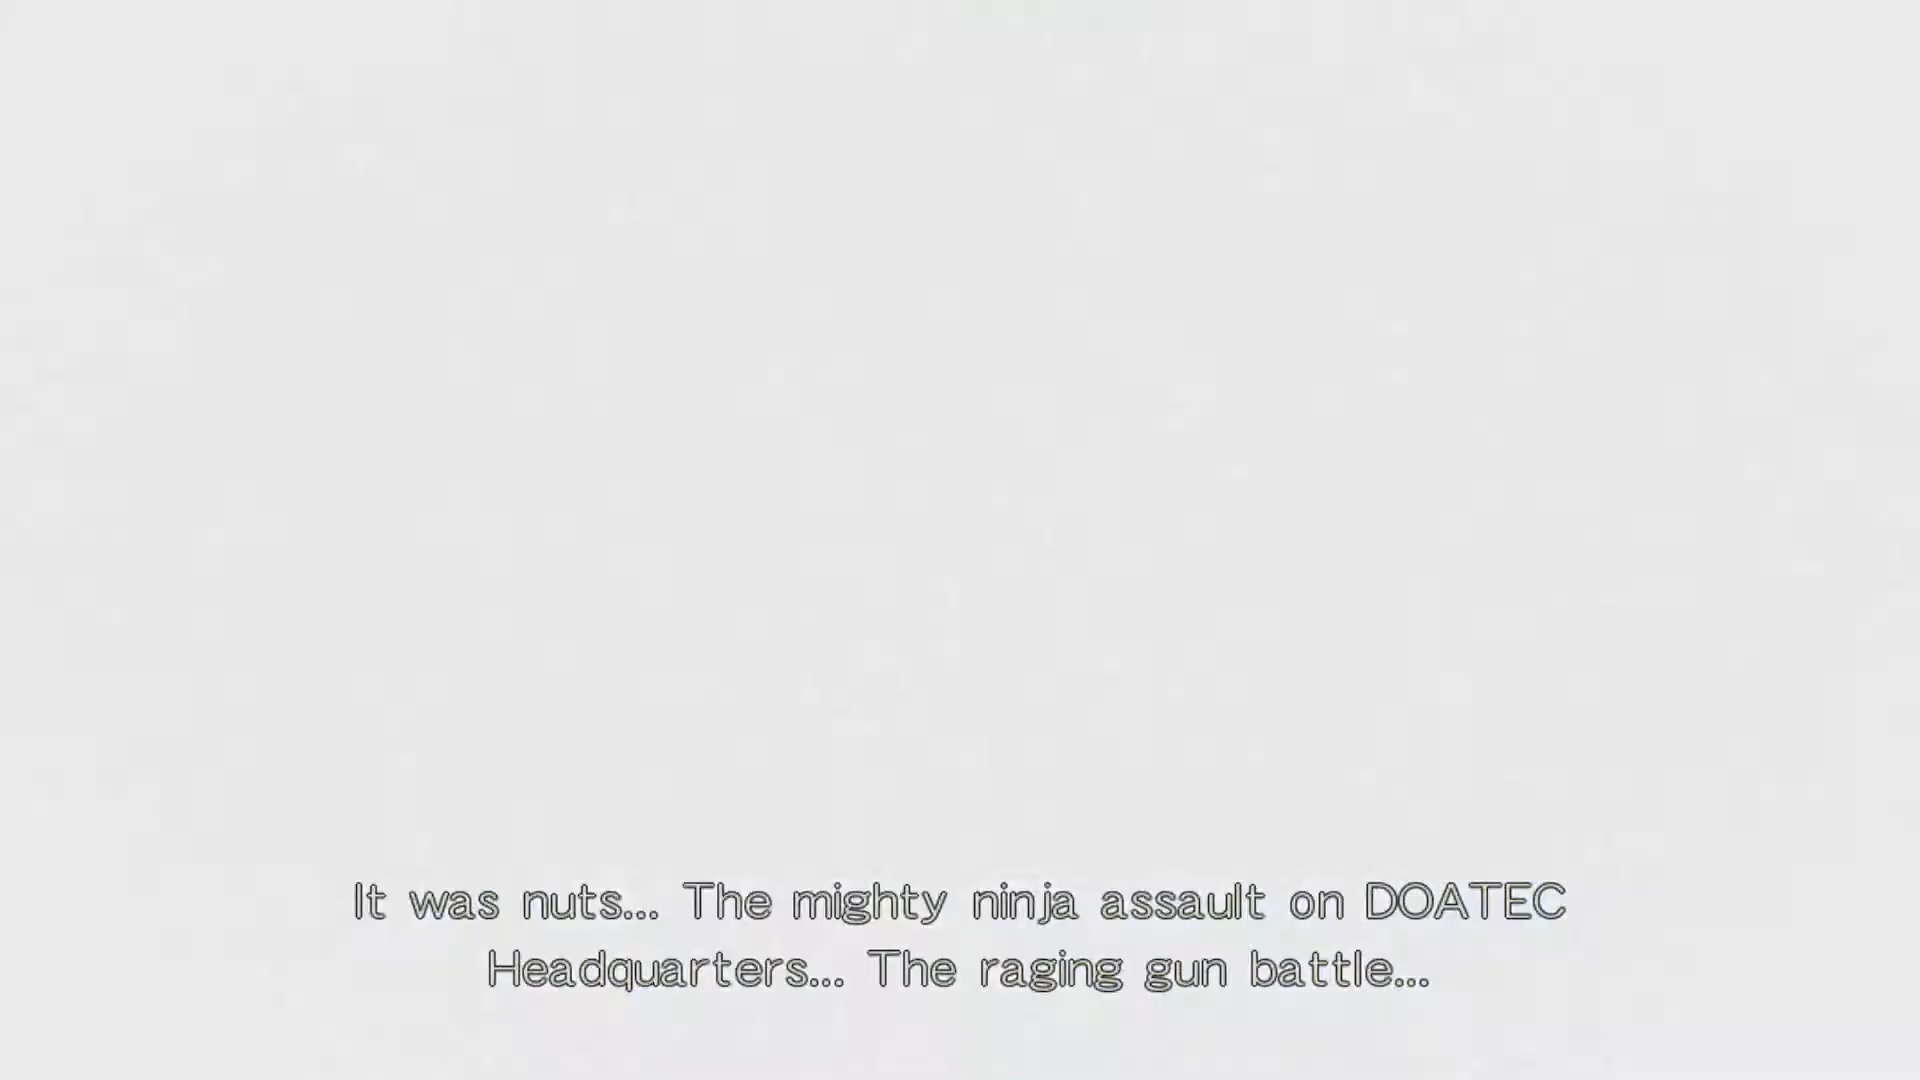 It was nuts... The mighty ninja assault on DOATEC
Headquarters... The raging gun battle...